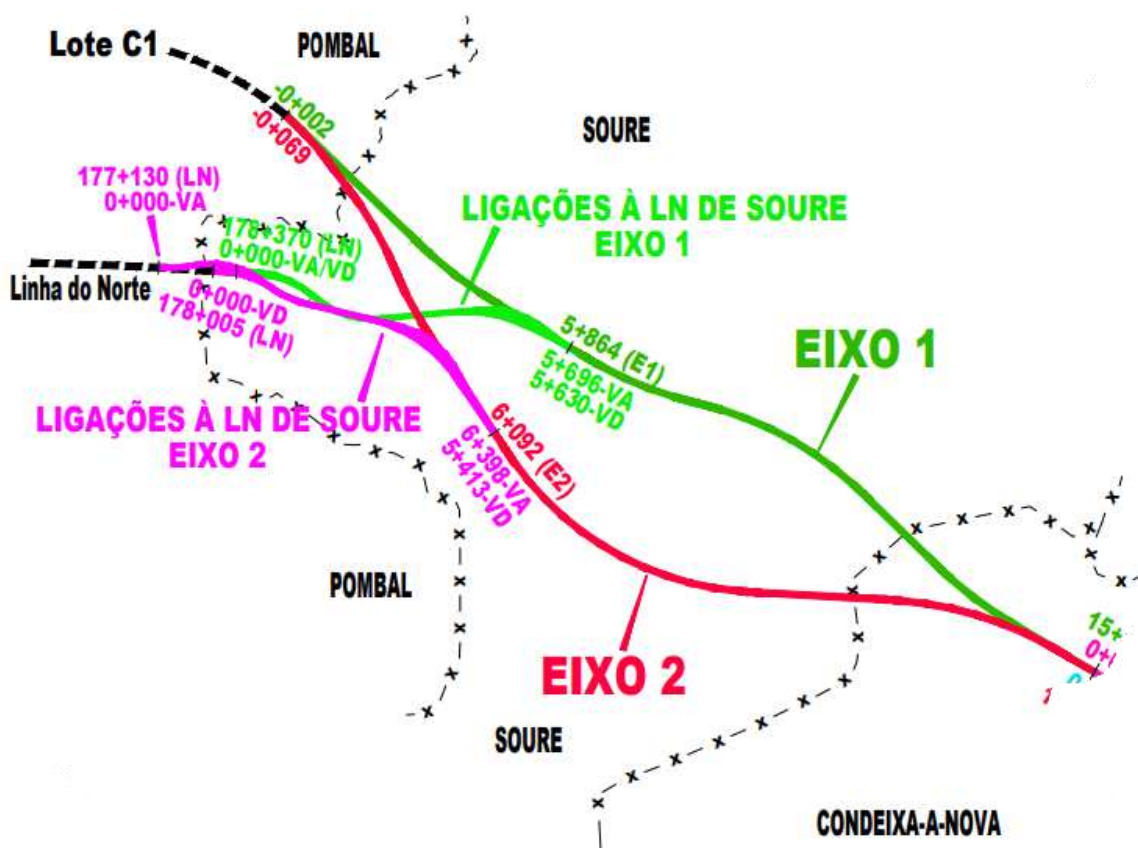 Lote C1
POMBAL
-0+002
-0+069
SOURE
177+130 (LN)
0+000-VA
178+370 (LN)
0+000-VA/VD
LIGAÇÕES À LN DE SOURE
EIXO 1
Linha do Norte
0+000-VD
178+005 (LN)
5+864 (E1)
5+696-VA
5+630-VD
EIXO 1
LIGAÇÕES À LN DE SOURE
EIXO 2
6+092 (E2)
6+398-VA
5+413-VD
POMBAL
EIXO 2
15+
SOURE
CONDEIXA-A-NOVA